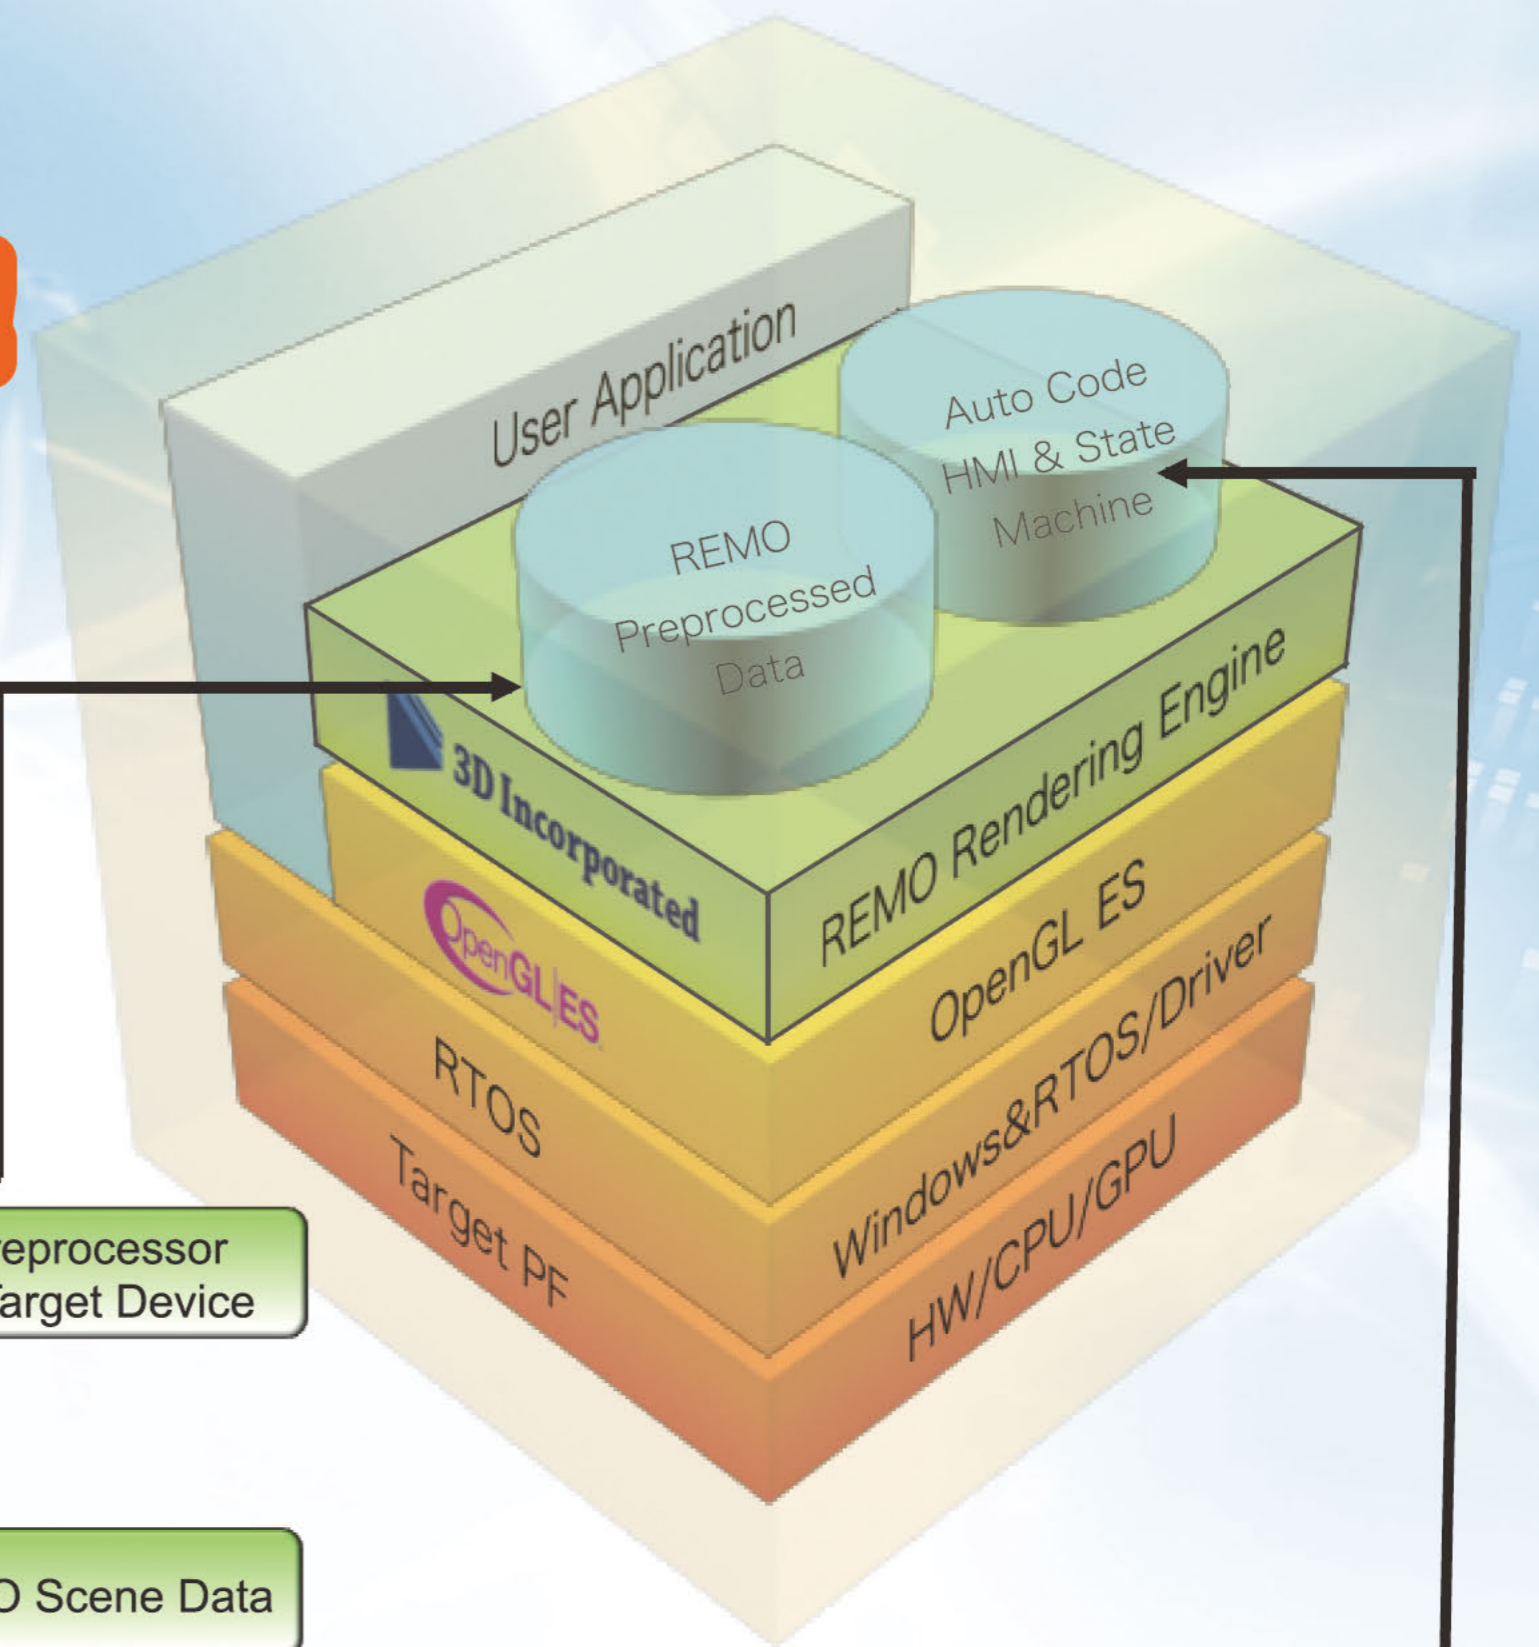 User Application
Auto Code
HMI & State
Machine
REMO
Preprocessed
Data
3D Incorporated
REMO Rendering Engine
OpenGL|ES
OpenGL ES
RTOS
Windows&RTOS/Driver
Target PF
HW/CPU/GPU
eprocessor
Target Device
O Scene Data